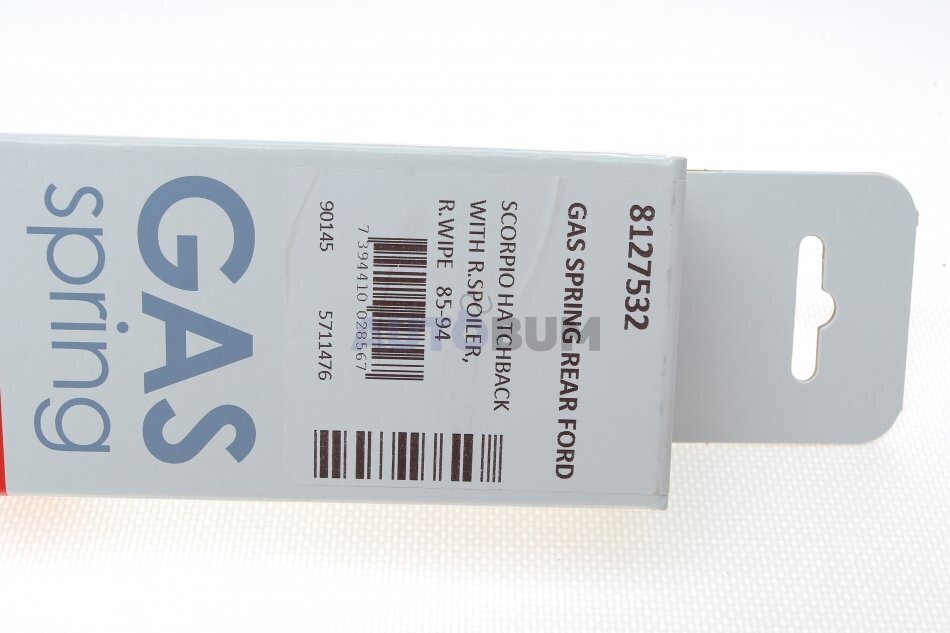 GAS
spring
8127532
GAS SPRING REAR FORD
SCORPIO HATCHBACK
WITH R.SPOILER,
R.WIPE 85-94
7 394410 028567
90145 5711476
AUTOBUM